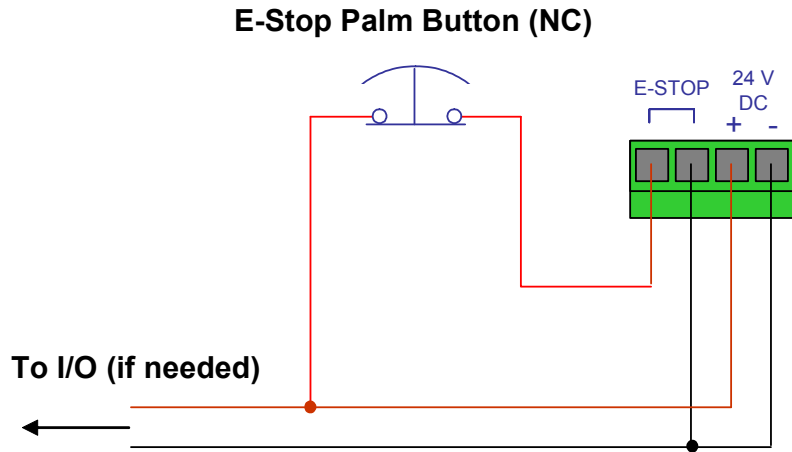 E-Stop Palm Button (NC)
E-STOP
24 V
DC
+ -
To I/O (if needed)